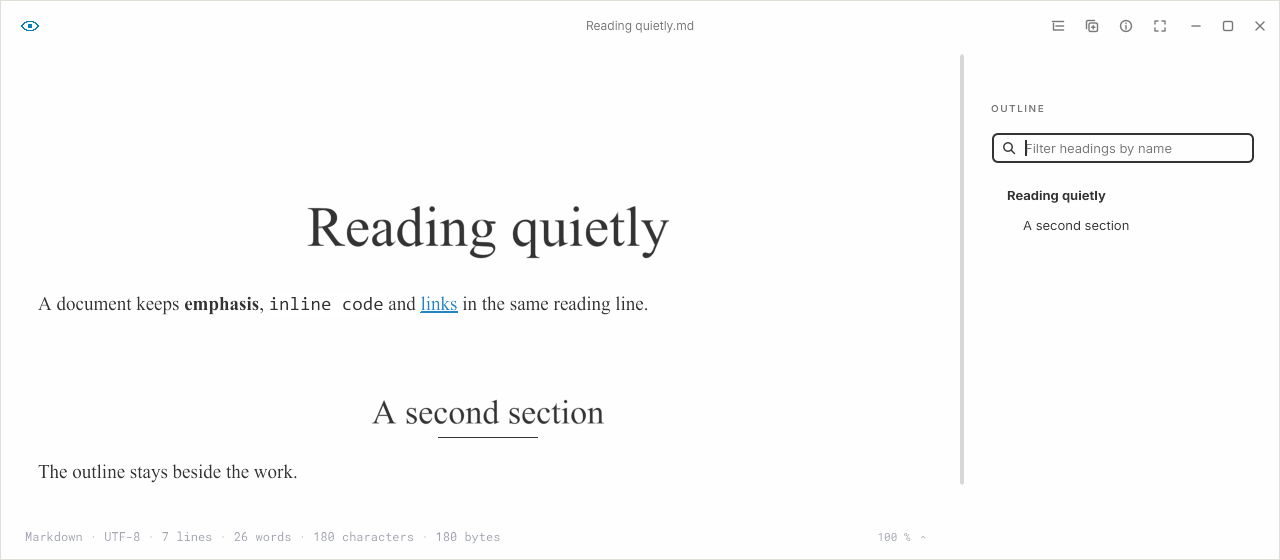 Reading quietly.md
OUTLINE
Filter headings by name
Reading quietly
A second section
Reading quietly
A document keeps emphasis, inline code and links in the same reading line.
A second section
The outline stays beside the work.
Markdown · UTF-8 · 7 lines · 26 words · 180 characters · 180 bytes
100 %